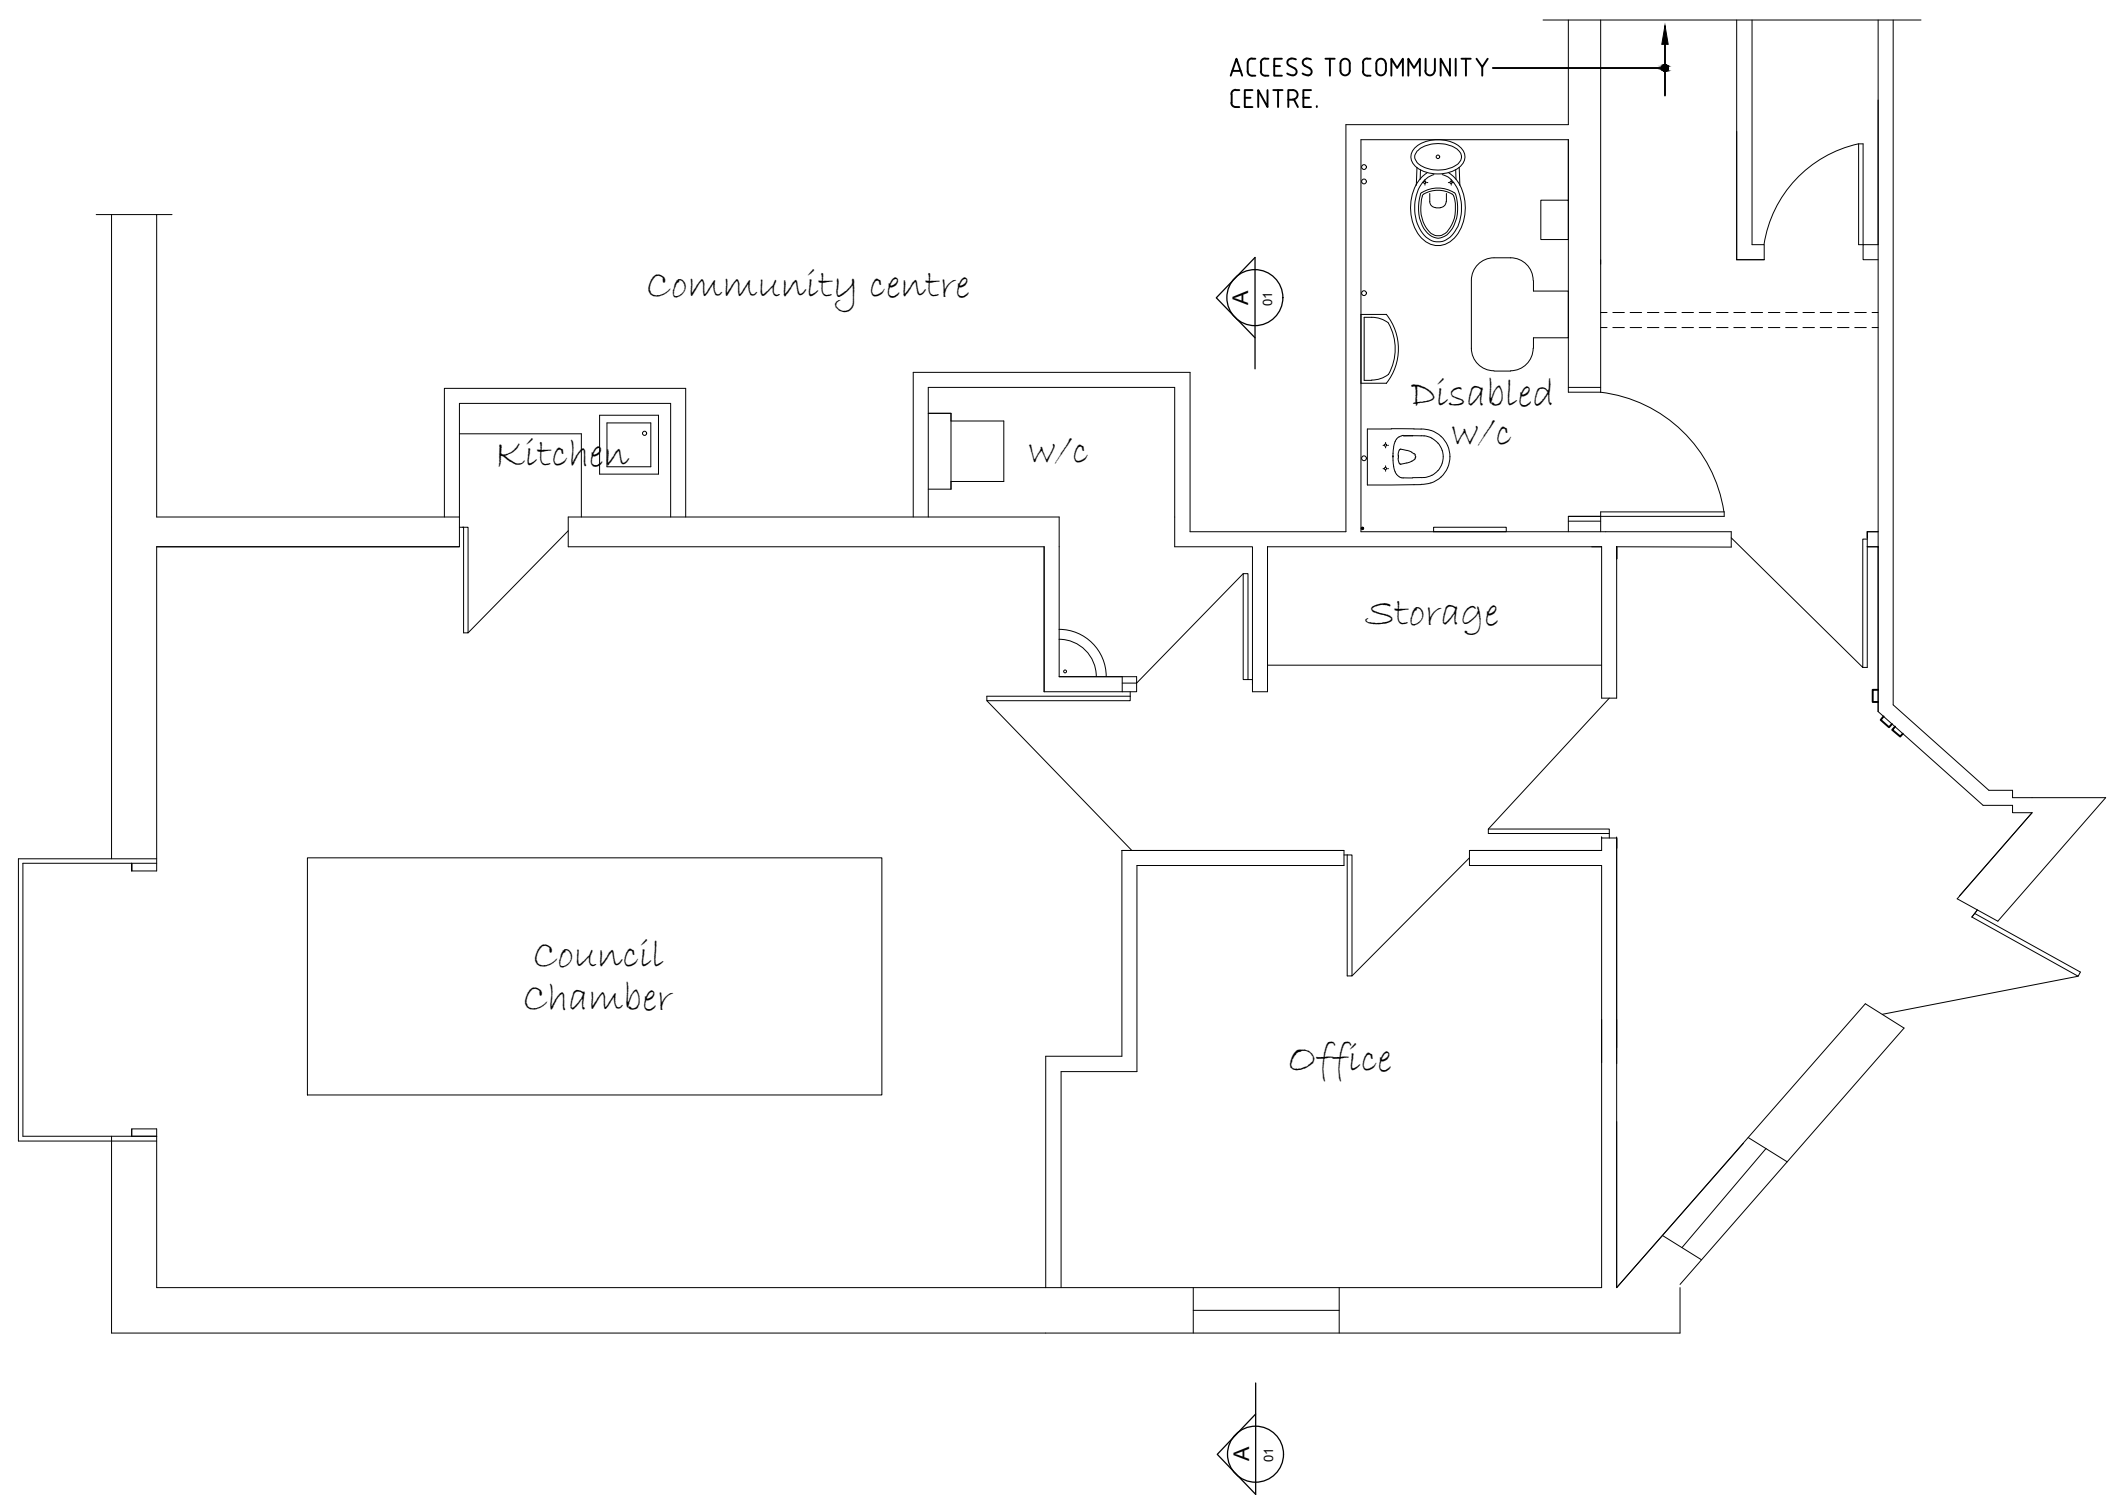 ACCESS TO COMMUNITY
CENTRE.
Community centre
A
01
Disabled
W/C
Kitchen
W/C
Storage
Council
Chamber
Office
A
01